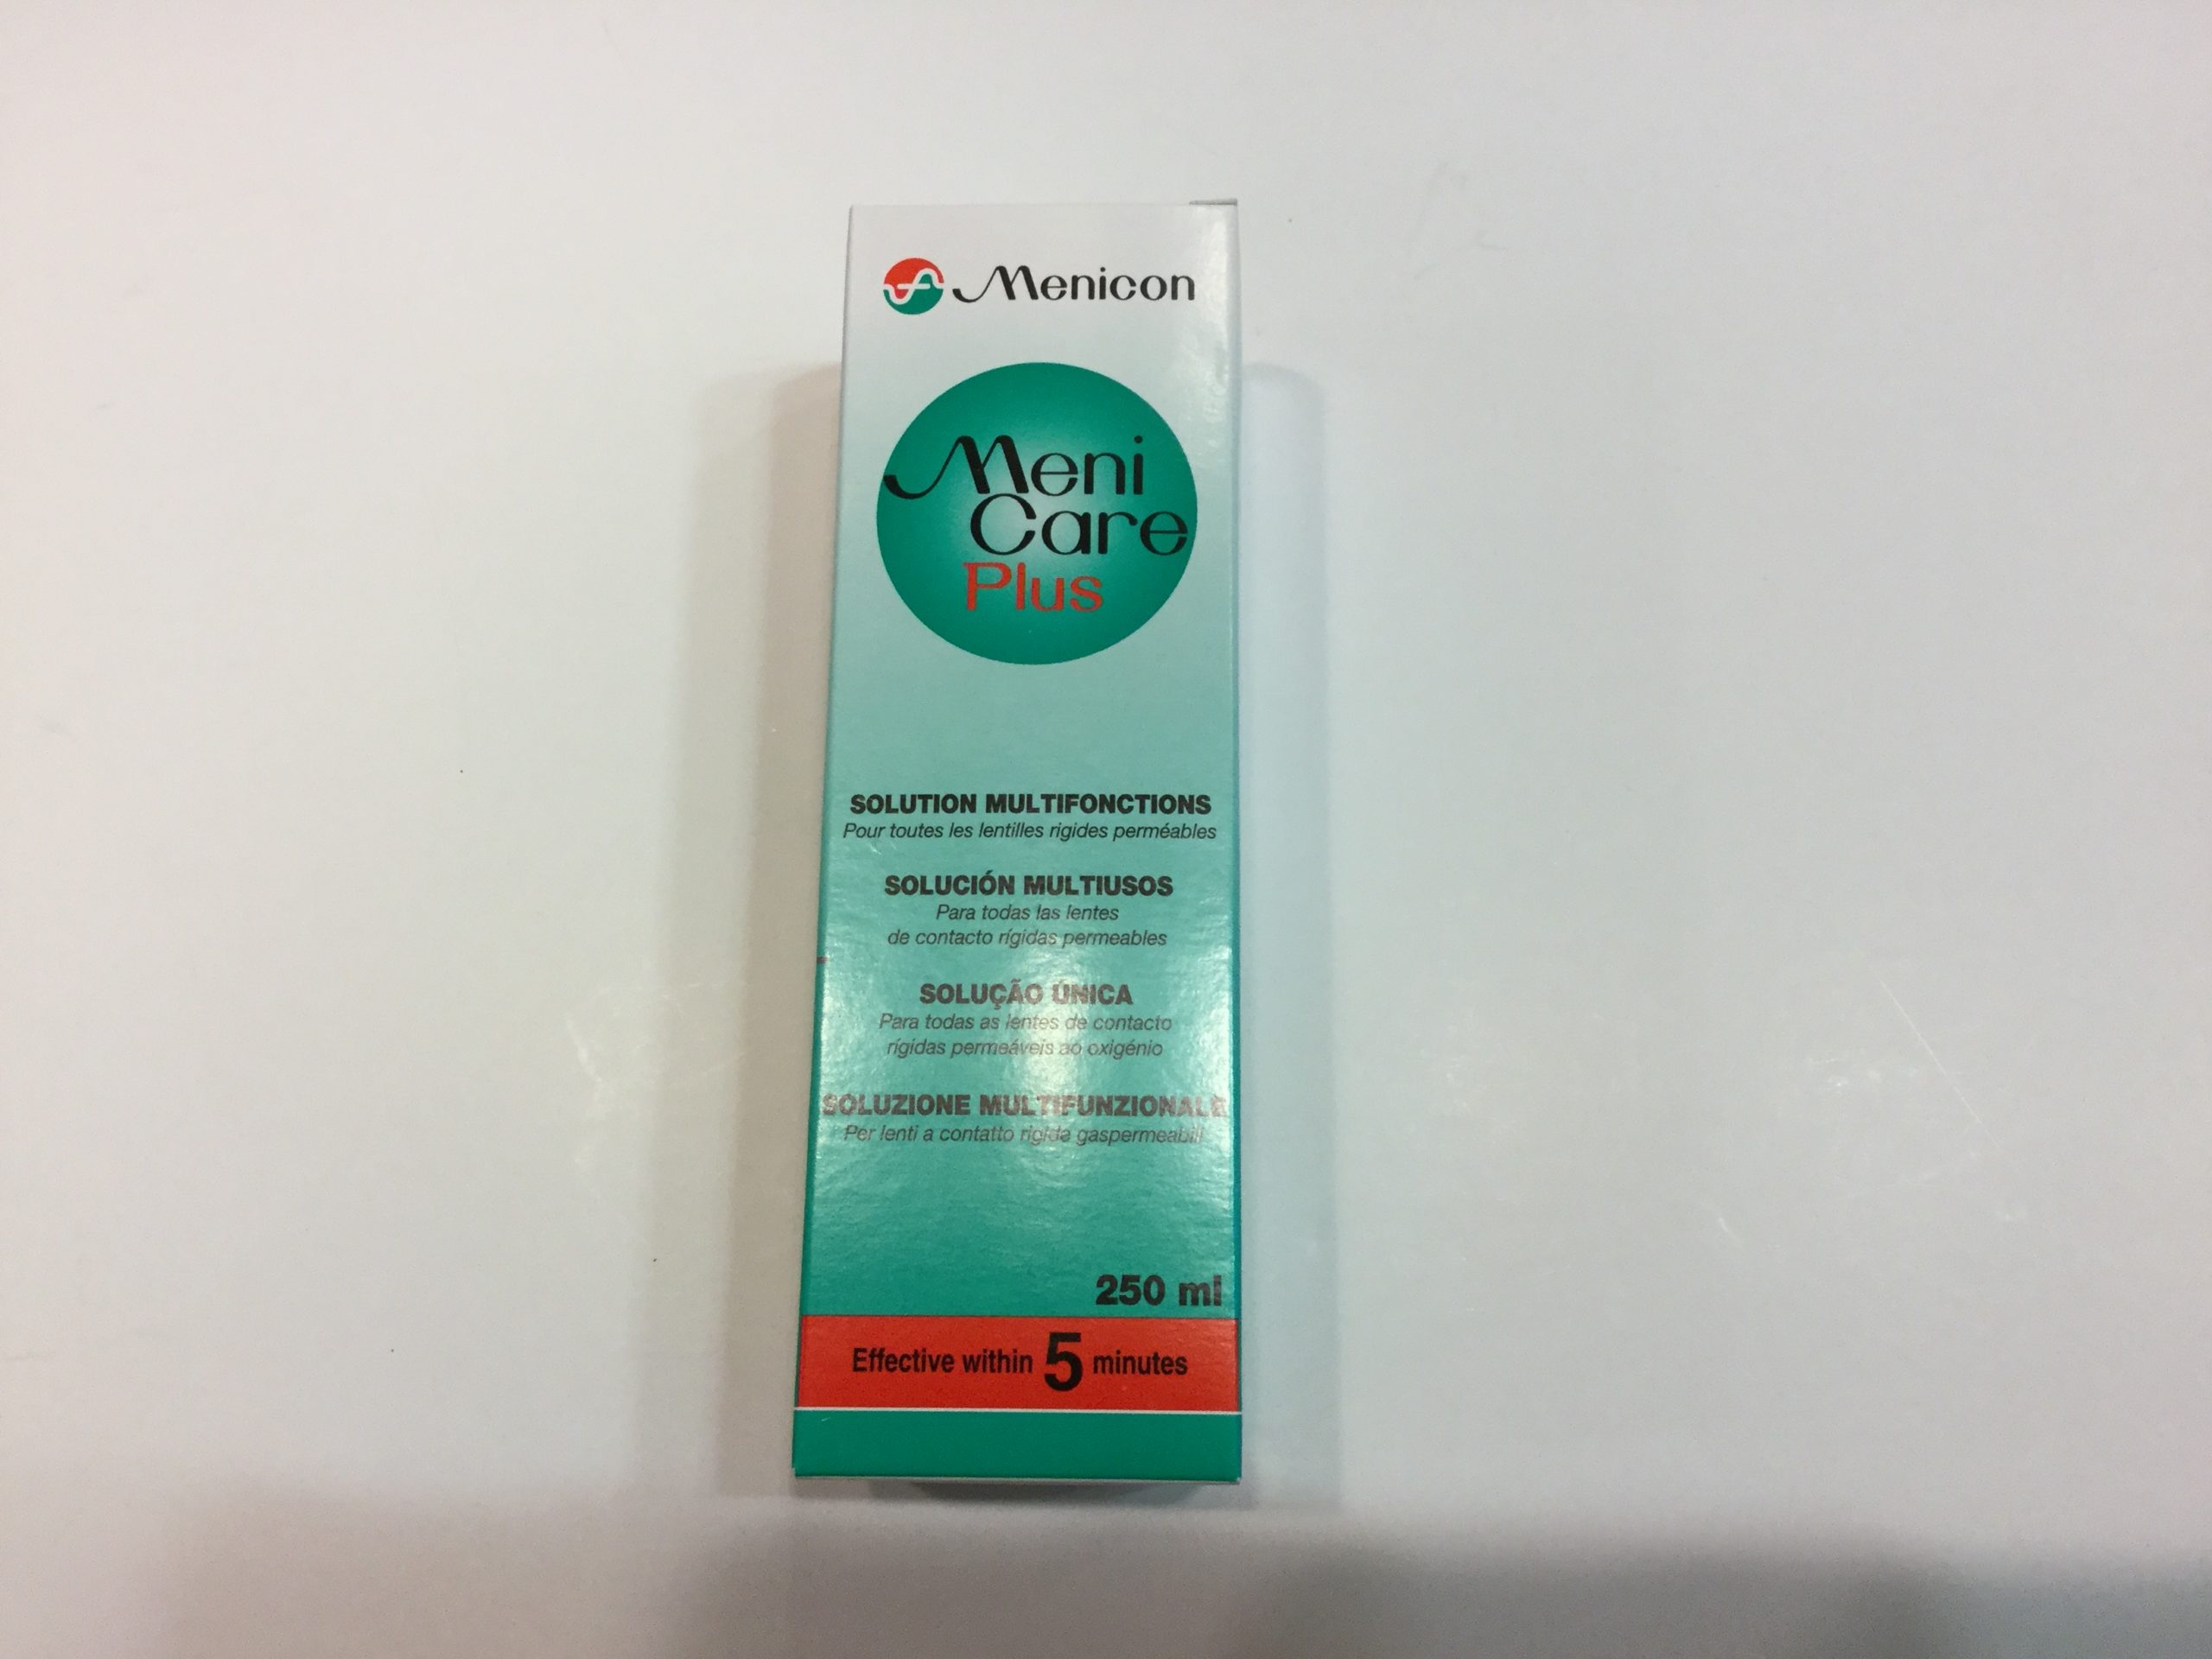 Menicon
Meni
Care
Plus
SOLUTION MULTIFONCTIONS
Pour toutes les lentilles rigides perméables
SOLUCIÓN MULTIUSOS
Para todas las lentes
de contacto rígidas permeables
SOLUÇÃO ÚNICA
Para todas as lentes de contacto
rígidas permeáveis ao oxigénio
SOLUZIONE MULTIFUNZIONALE
Per lenti a contatto rigide gaspermeabili
250 ml
Effective within 5 minutes